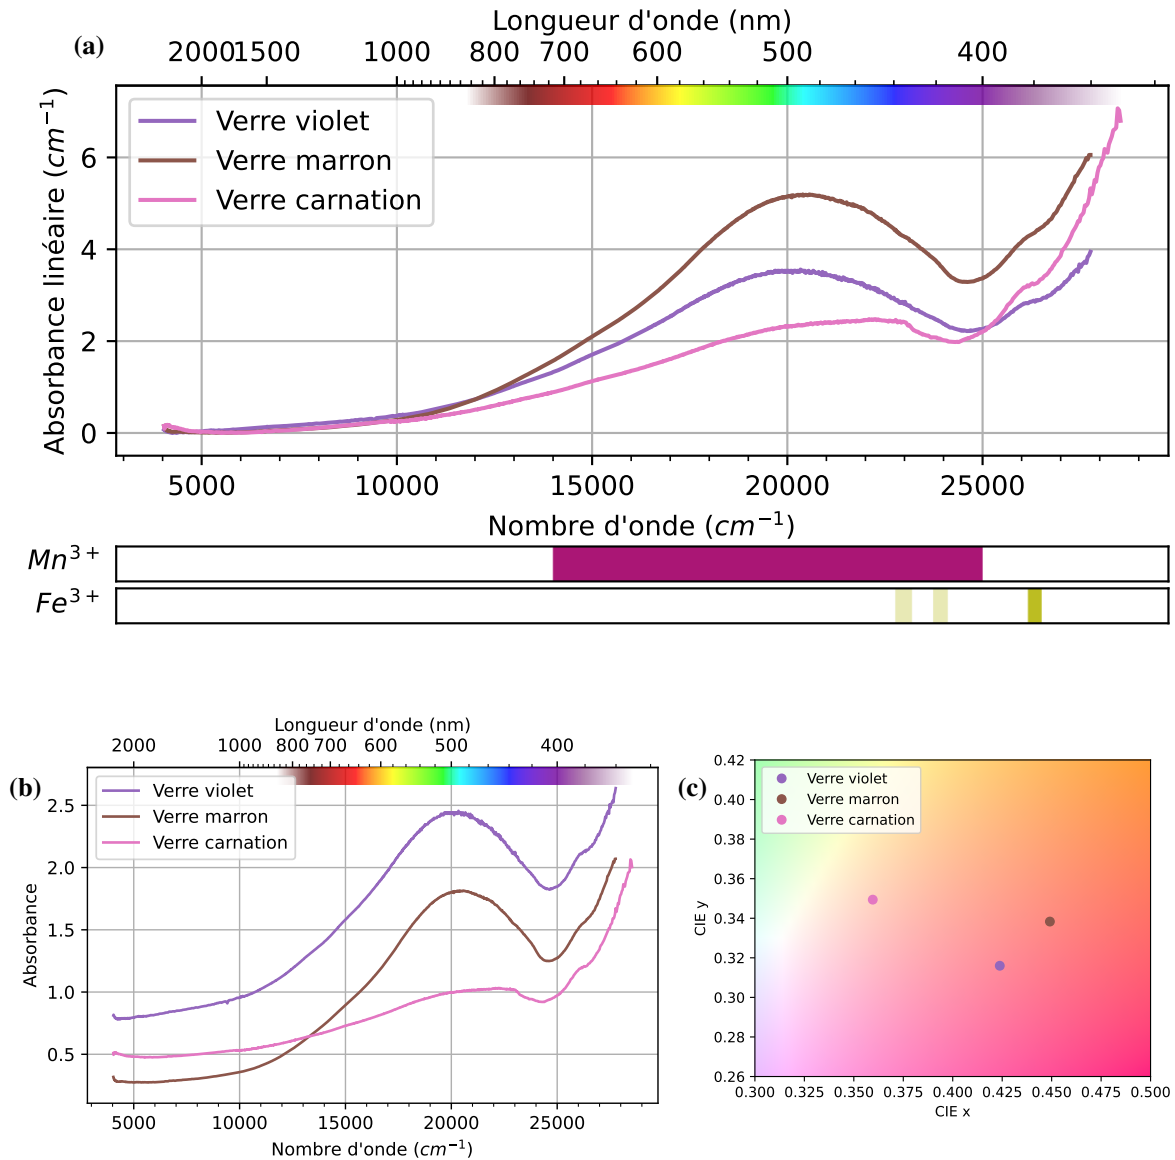 Longueur d'onde (nm)
(a)
2000 1500 1000 800 700 600 500 400
Absorbance linéaire (cm⁻¹)
Verre violet
Verre marron
Verre carnation
6
4
2
0
5000 10000 15000 20000 25000
Nombre d'onde (cm⁻¹)
Mn³⁺
Fe³⁺
Longueur d'onde (nm)
2000 1000 800 700 600 500 400
(b)
Verre violet
Verre marron
Verre carnation
Absorbance
2.5
2.0
1.5
1.0
0.5
5000 10000 15000 20000 25000
Nombre d'onde (cm⁻¹)
(c)
Verre violet
Verre marron
Verre carnation
CIE y
0.42
0.40
0.38
0.36
0.34
0.32
0.30
0.28
0.26
0.300 0.325 0.350 0.375 0.400 0.425 0.450 0.475 0.500
CIE x